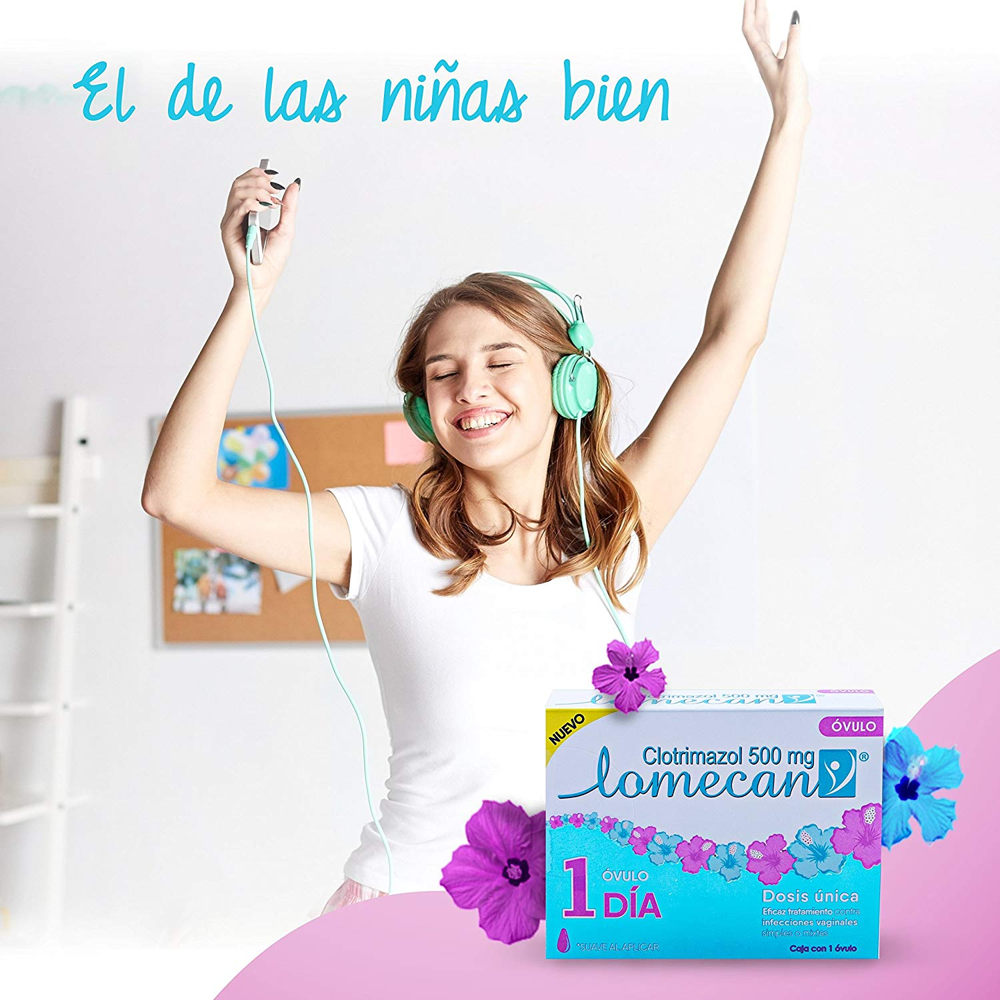 El de las niñas bien
Clotrimazol 500 mg
lomecan ®
ÓVULO
NUEVO
ÓVULO
Clotrimazol 500 mg
lomecan ®
1 ÓVULO
DÍA
*SUAVE AL APLICAR
Dosis única
Eficaz tratamiento contra
infecciones vaginales
simples o mixtas
Caja con 1 óvulo